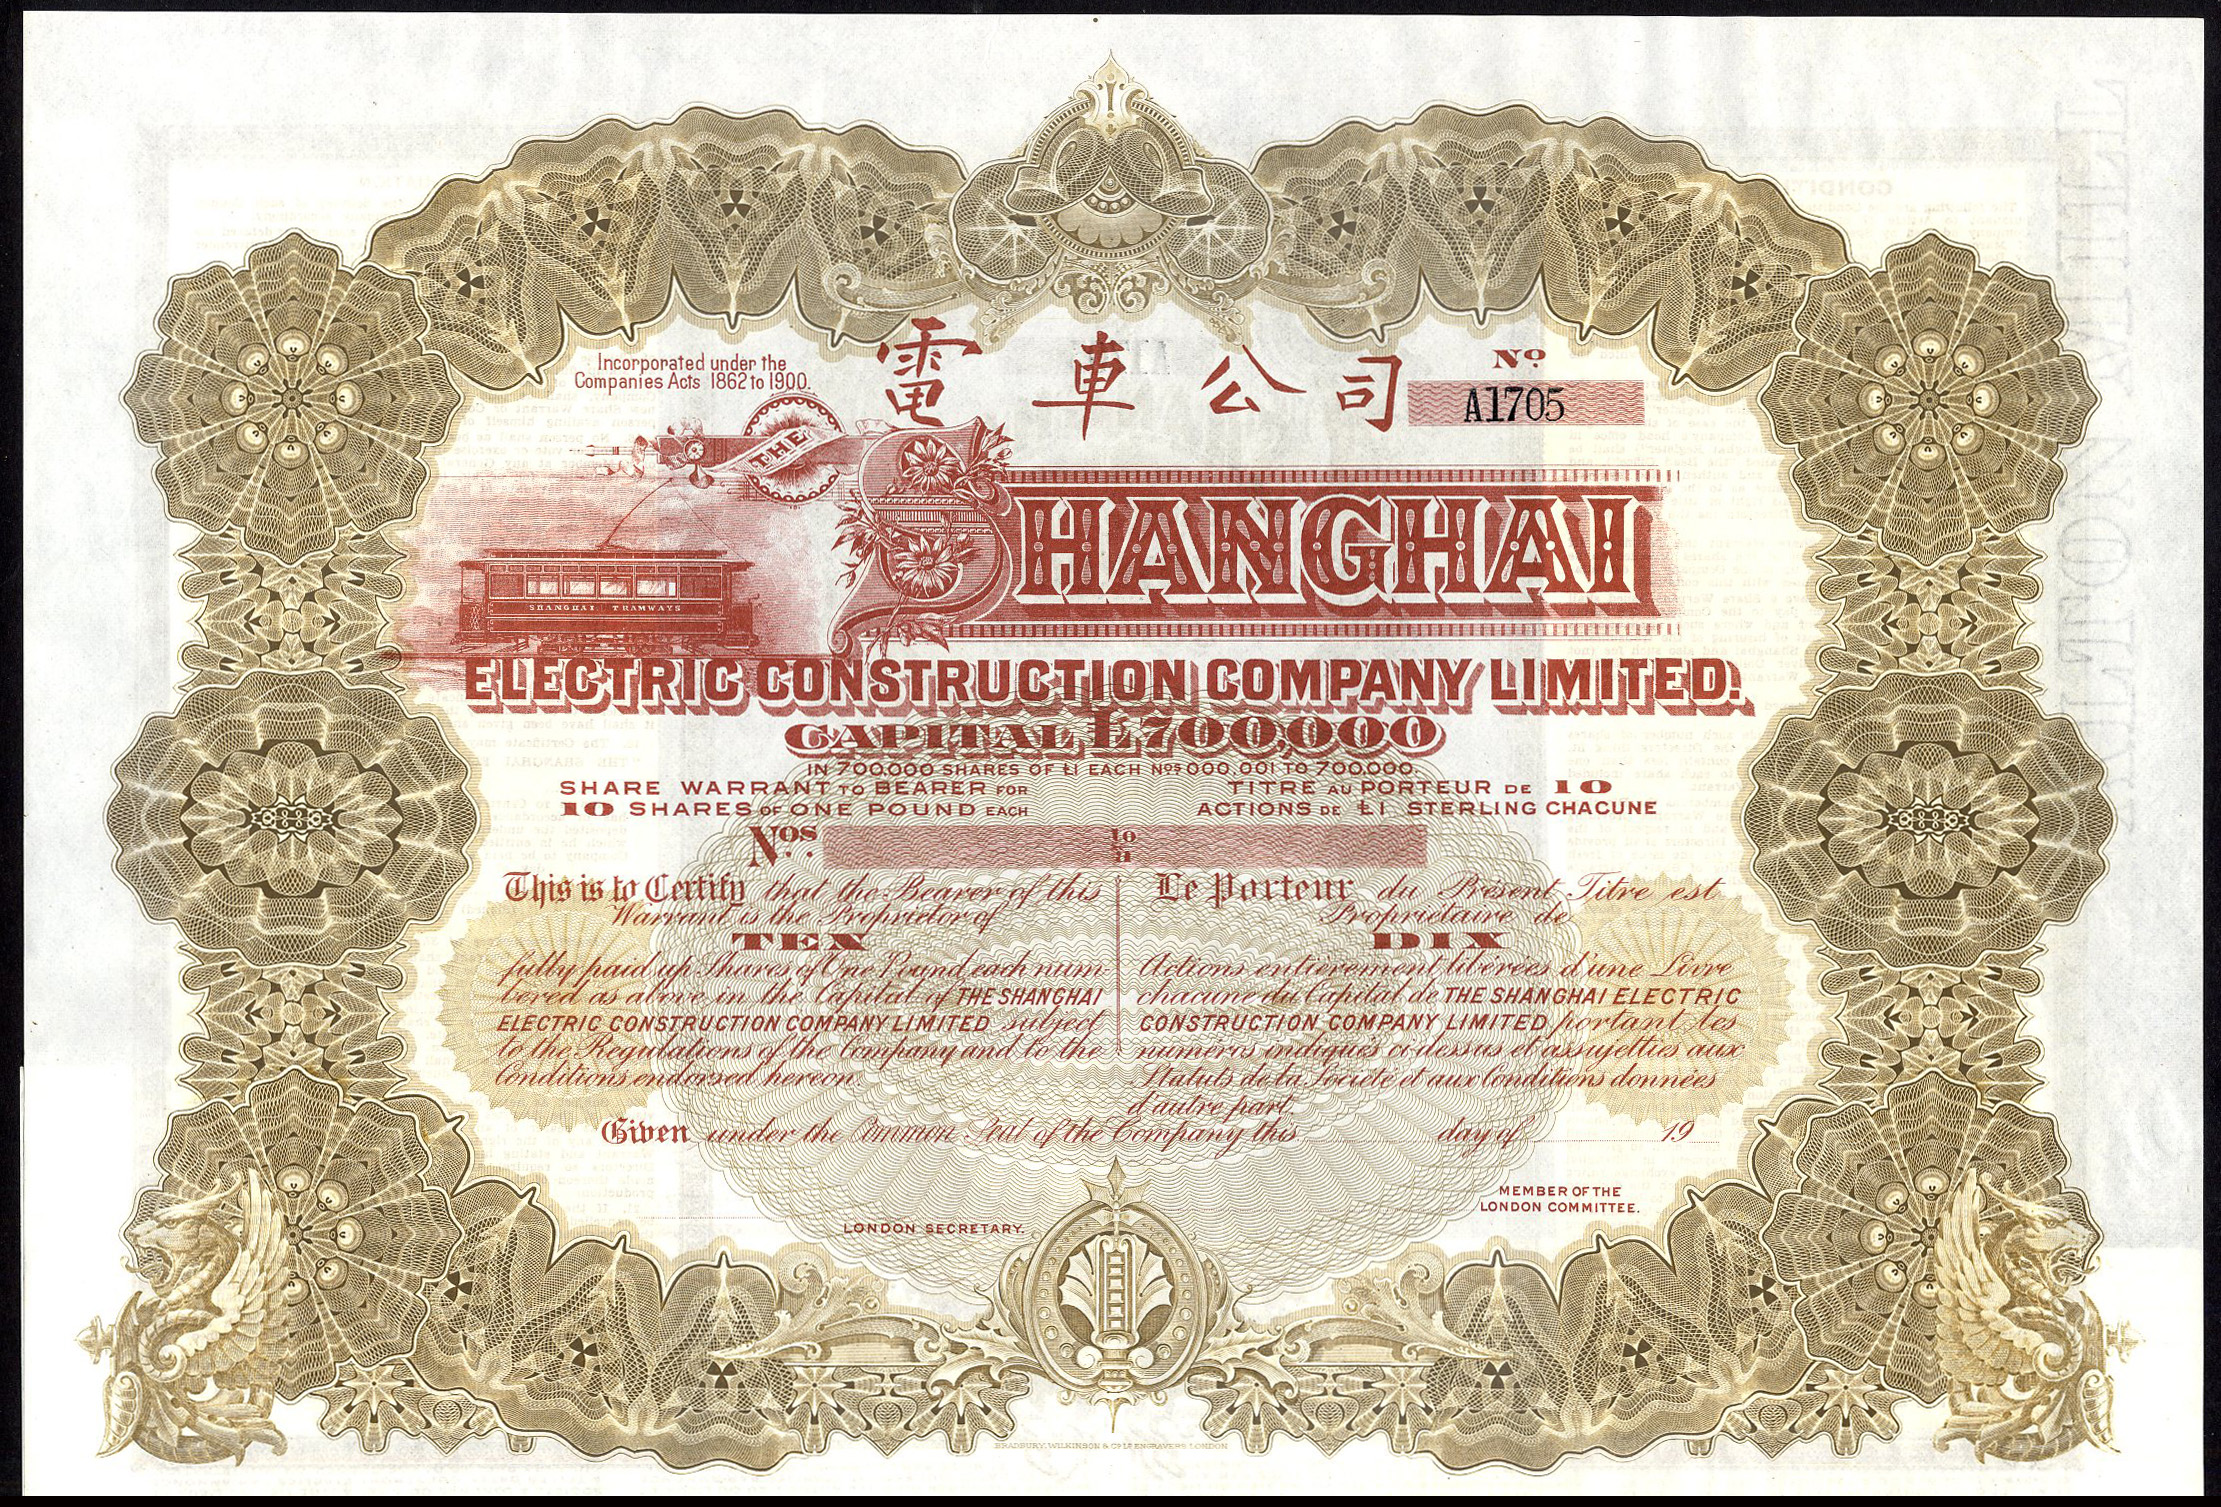 電 車 公 司
Incorporated under the
Companies Acts 1862 to 1900.
Nº
A1705
THE
SHANGHAI
SHANGHAI TRAMWAYS
ELECTRIC CONSTRUCTION COMPANY LIMITED.
CAPITAL £700,000
IN 700,000 SHARES OF £1 EACH Nos 000,001 TO 700,000.
SHARE WARRANT TO BEARER FOR
10 SHARES OF ONE POUND EACH
TITRE AU PORTEUR DE 10
ACTIONS DE £1 STERLING CHACUNE
Nos. to/a
This is to Certify that the Bearer of this
Warrant is the Proprietor of
TEN
fully paid up Shares of One Pound each num-
bered as above in the Capital of THE SHANGHAI
ELECTRIC CONSTRUCTION COMPANY LIMITED subject
to the Regulations of the Company and to the
Conditions endorsed hereon.
Le Porteur du Présent Titre est
Propriétaire de
DIX
Actions entièrement libérées d'une Livre
chacune du Capital de THE SHANGHAI ELECTRIC
CONSTRUCTION COMPANY LIMITED portant les
numéros indiqués ci-dessus et assujetties aux
Statuts de la Société et aux Conditions données
d'autre part.
Given under the Common Seal of the Company this day of 19
LONDON SECRETARY.
MEMBER OF THE
LONDON COMMITTEE.
BRADBURY, WILKINSON & Co. Ld. ENGRAVERS LONDON